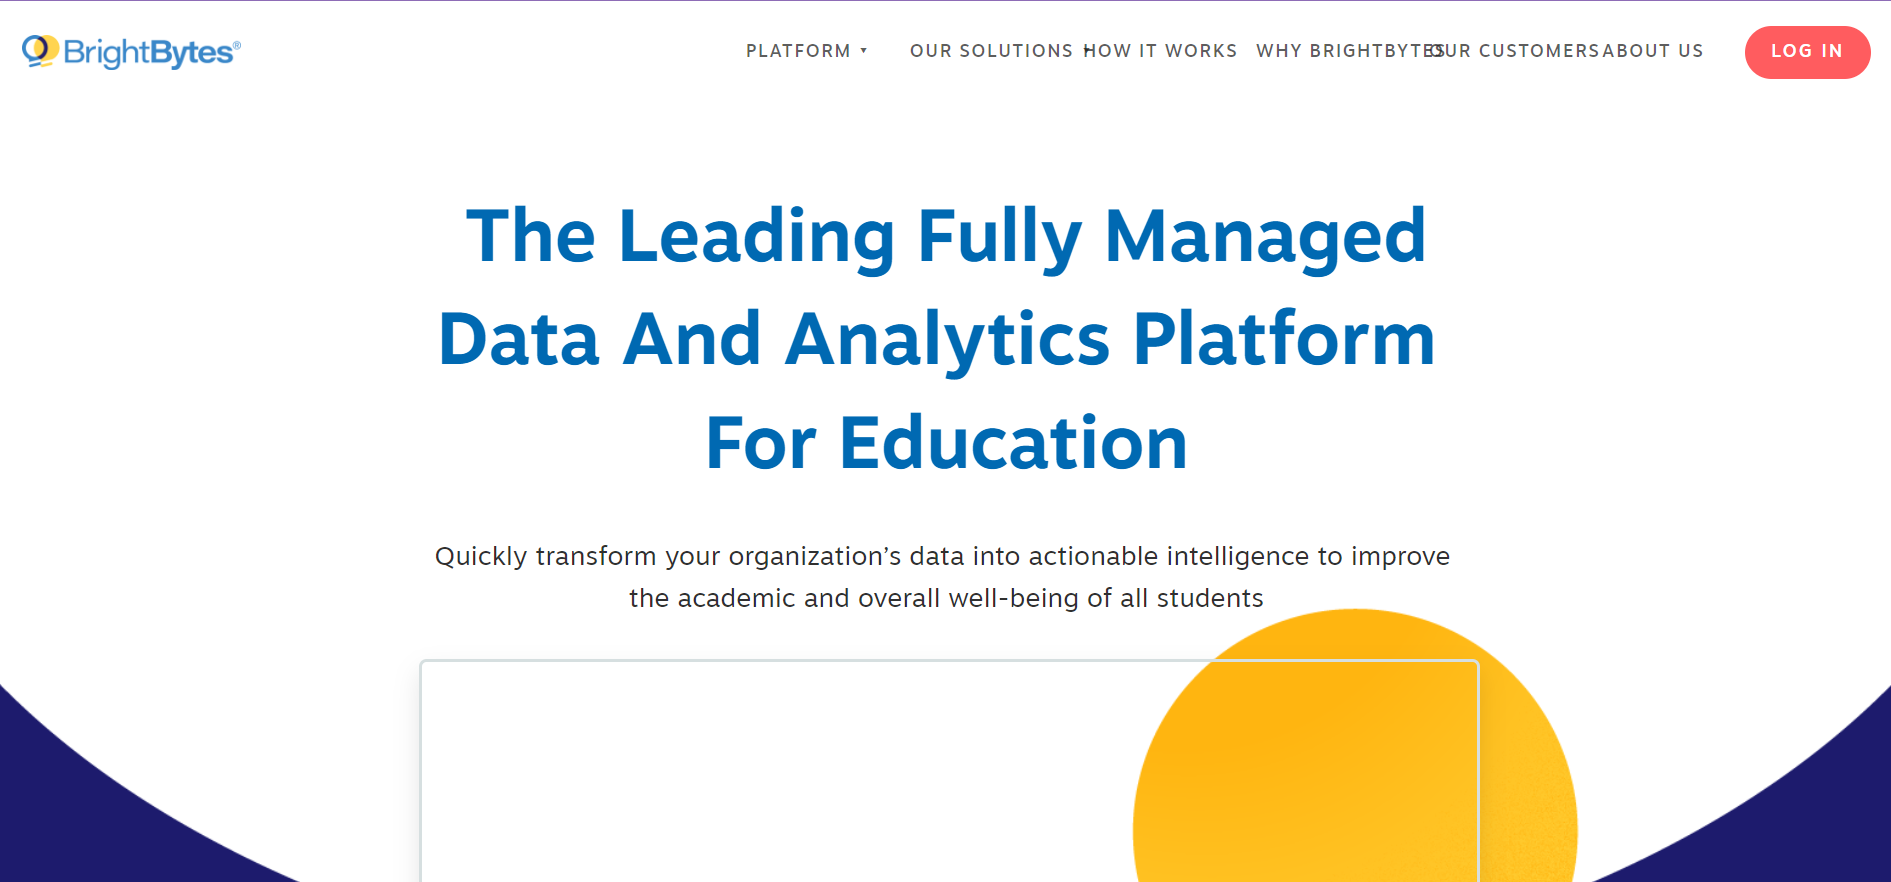 BrightBytes®
PLATFORM ▾
OUR SOLUTIONS ▾
HOW IT WORKS
WHY BRIGHTBYTES
OUR CUSTOMERS
ABOUT US
LOG IN
The Leading Fully Managed
Data And Analytics Platform
For Education
Quickly transform your organization’s data into actionable intelligence to improve
the academic and overall well-being of all students